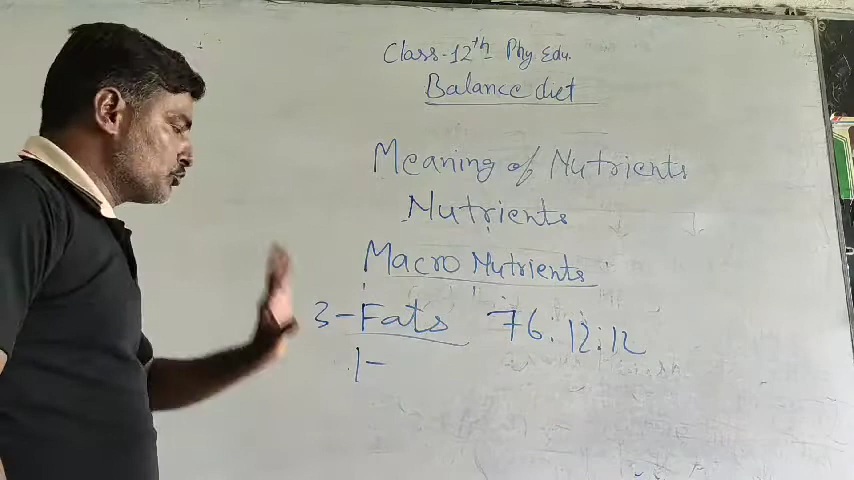 Class-12th Phy Edu.
Balance diet
Meaning of Nutrients
Nutrients
Macro Nutrients
3-Fats 76.12:12
1-